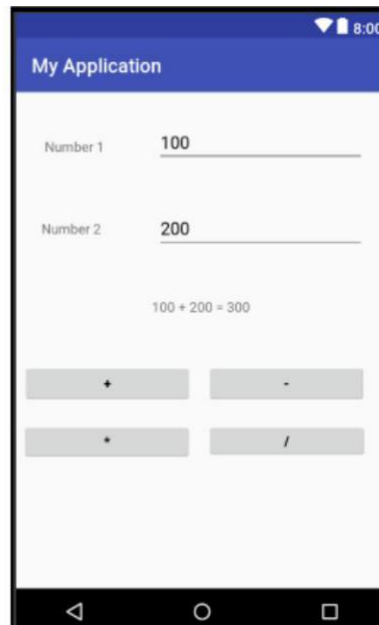 8:00
My Application
Number 1 100
Number 2 200
100 + 200 = 300
+ -
* /